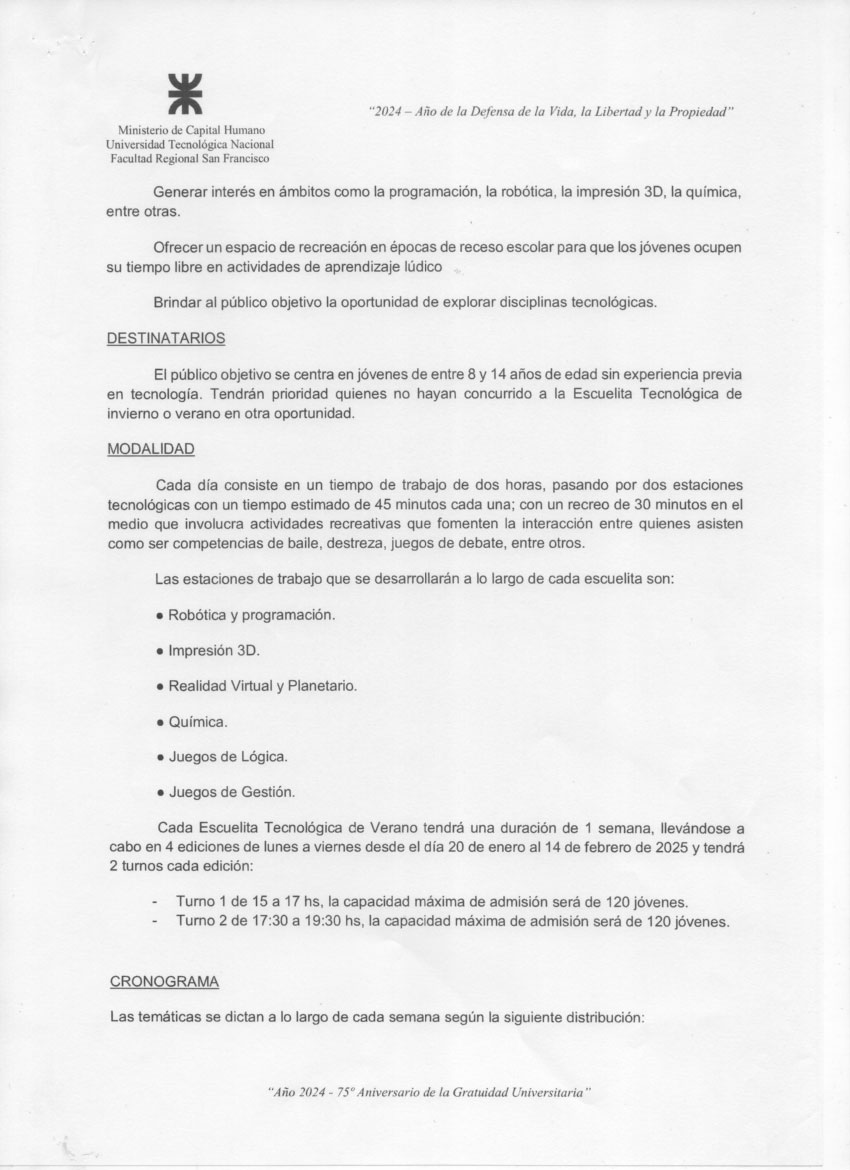 "2024 – Año de la Defensa de la Vida, la Libertad y la Propiedad"
Ministerio de Capital Humano
Universidad Tecnológica Nacional
Facultad Regional San Francisco
Generar interés en ámbitos como la programación, la robótica, la impresión 3D, la química,
entre otras.
Ofrecer un espacio de recreación en épocas de receso escolar para que los jóvenes ocupen
su tiempo libre en actividades de aprendizaje lúdico
Brindar al público objetivo la oportunidad de explorar disciplinas tecnológicas.
DESTINATARIOS
El público objetivo se centra en jóvenes de entre 8 y 14 años de edad sin experiencia previa
en tecnología. Tendrán prioridad quienes no hayan concurrido a la Escuelita Tecnológica de
invierno o verano en otra oportunidad.
MODALIDAD
Cada día consiste en un tiempo de trabajo de dos horas, pasando por dos estaciones
tecnológicas con un tiempo estimado de 45 minutos cada una; con un recreo de 30 minutos en el
medio que involucra actividades recreativas que fomenten la interacción entre quienes asisten
como ser competencias de baile, destreza, juegos de debate, entre otros.
Las estaciones de trabajo que se desarrollarán a lo largo de cada escuelita son:
● Robótica y programación.
● Impresión 3D.
● Realidad Virtual y Planetario.
● Química.
● Juegos de Lógica.
● Juegos de Gestión.
Cada Escuelita Tecnológica de Verano tendrá una duración de 1 semana, llevándose a
cabo en 4 ediciones de lunes a viernes desde el día 20 de enero al 14 de febrero de 2025 y tendrá
2 turnos cada edición:
- Turno 1 de 15 a 17 hs, la capacidad máxima de admisión será de 120 jóvenes.
- Turno 2 de 17:30 a 19:30 hs, la capacidad máxima de admisión será de 120 jóvenes.
CRONOGRAMA
Las temáticas se dictan a lo largo de cada semana según la siguiente distribución:
"Año 2024 - 75º Aniversario de la Gratuidad Universitaria"